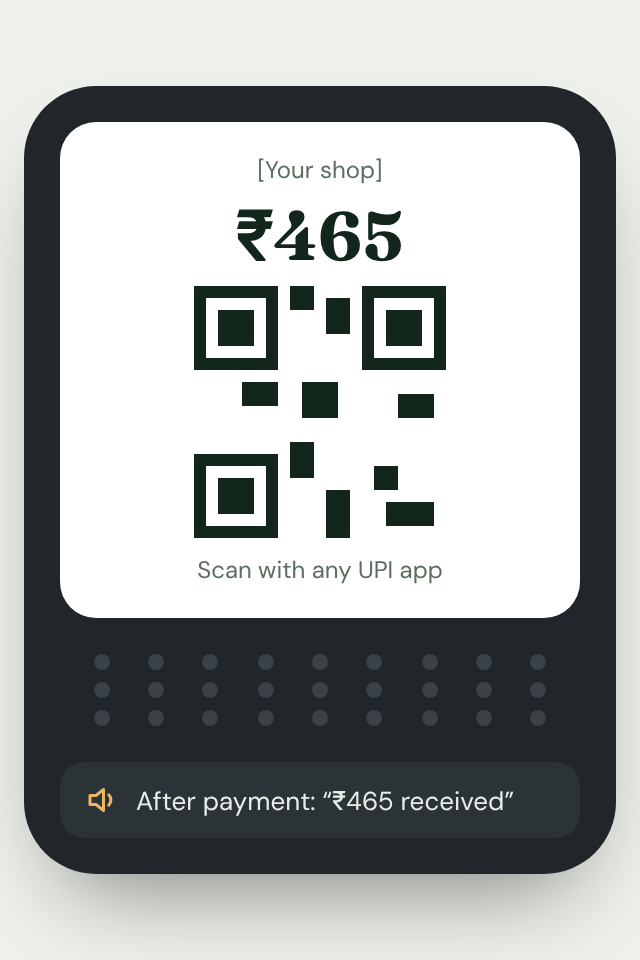 [Your shop]
₹465
Scan with any UPI app
After payment: “₹465 received”